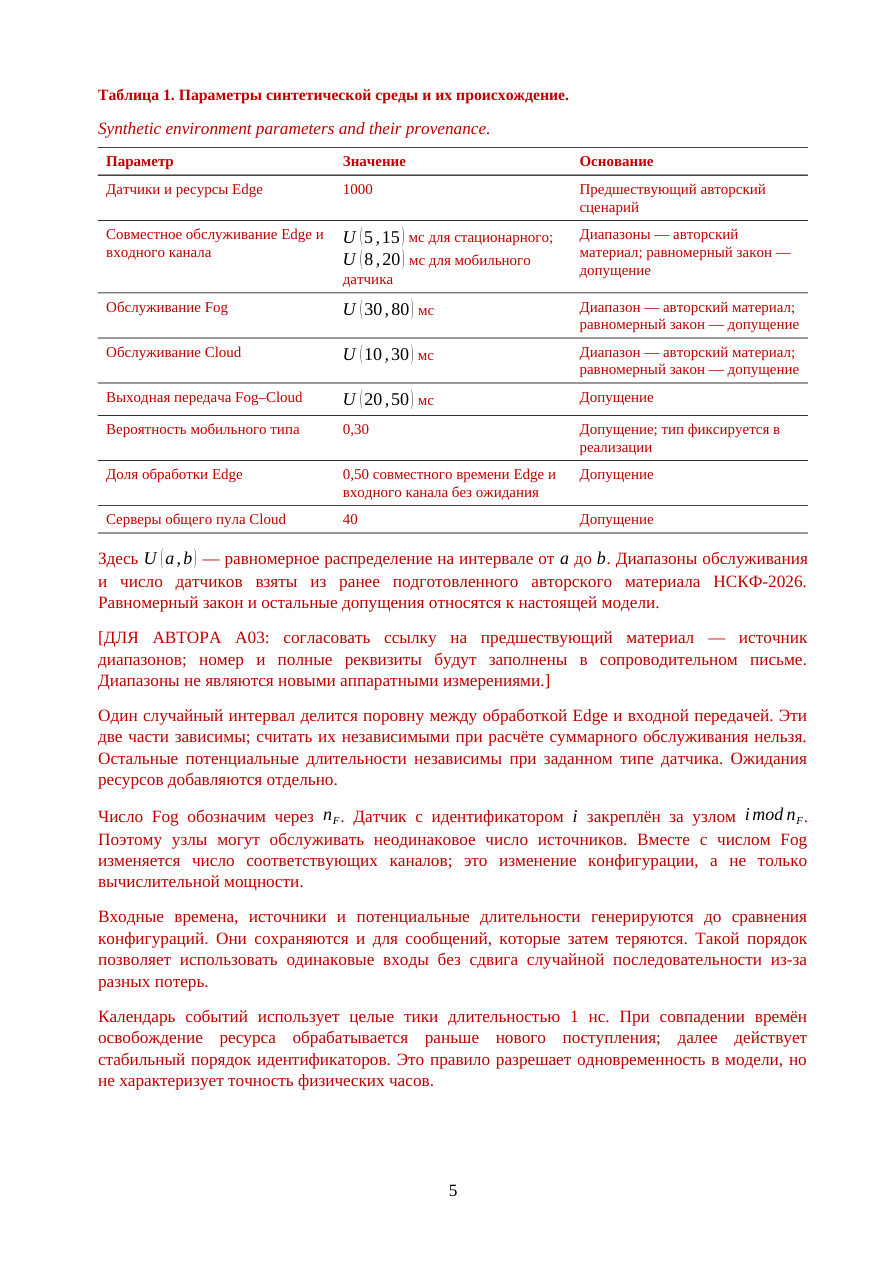 Таблица 1. Параметры синтетической среды и их происхождение.
Synthetic environment parameters and their provenance.
Параметр Значение Основание
Датчики и ресурсы Edge 1000 Предшествующий авторский
сценарий
Совместное обслуживание Edge и U(5,15) мс для стационарного; Диапазоны — авторский
входного канала U(8,20) мс для мобильного материал; равномерный закон —
датчика допущение
Обслуживание Fog U(30,80) мс Диапазон — авторский материал;
равномерный закон — допущение
Обслуживание Cloud U(10,30) мс Диапазон — авторский материал;
равномерный закон — допущение
Выходная передача Fog–Cloud U(20,50) мс Допущение
Вероятность мобильного типа 0,30 Допущение; тип фиксируется в
реализации
Доля обработки Edge 0,50 совместного времени Edge и Допущение
входного канала без ожидания
Серверы общего пула Cloud 40 Допущение
Здесь U(a,b) — равномерное распределение на интервале от a до b. Диапазоны обслуживания
и число датчиков взяты из ранее подготовленного авторского материала НСКФ-2026.
Равномерный закон и остальные допущения относятся к настоящей модели.
[ДЛЯ АВТОРА A03: согласовать ссылку на предшествующий материал — источник
диапазонов; номер и полные реквизиты будут заполнены в сопроводительном письме.
Диапазоны не являются новыми аппаратными измерениями.]
Один случайный интервал делится поровну между обработкой Edge и входной передачей. Эти
две части зависимы; считать их независимыми при расчёте суммарного обслуживания нельзя.
Остальные потенциальные длительности независимы при заданном типе датчика. Ожидания
ресурсов добавляются отдельно.
Число Fog обозначим через n_F. Датчик с идентификатором i закреплён за узлом i mod n_F.
Поэтому узлы могут обслуживать неодинаковое число источников. Вместе с числом Fog
изменяется число соответствующих каналов; это изменение конфигурации, а не только
вычислительной мощности.
Входные времена, источники и потенциальные длительности генерируются до сравнения
конфигураций. Они сохраняются и для сообщений, которые затем теряются. Такой порядок
позволяет использовать одинаковые входы без сдвига случайной последовательности из-за
разных потерь.
Календарь событий использует целые тики длительностью 1 нс. При совпадении времён
освобождение ресурса обрабатывается раньше нового поступления; далее действует
стабильный порядок идентификаторов. Это правило разрешает одновременность в модели, но
не характеризует точность физических часов.
5